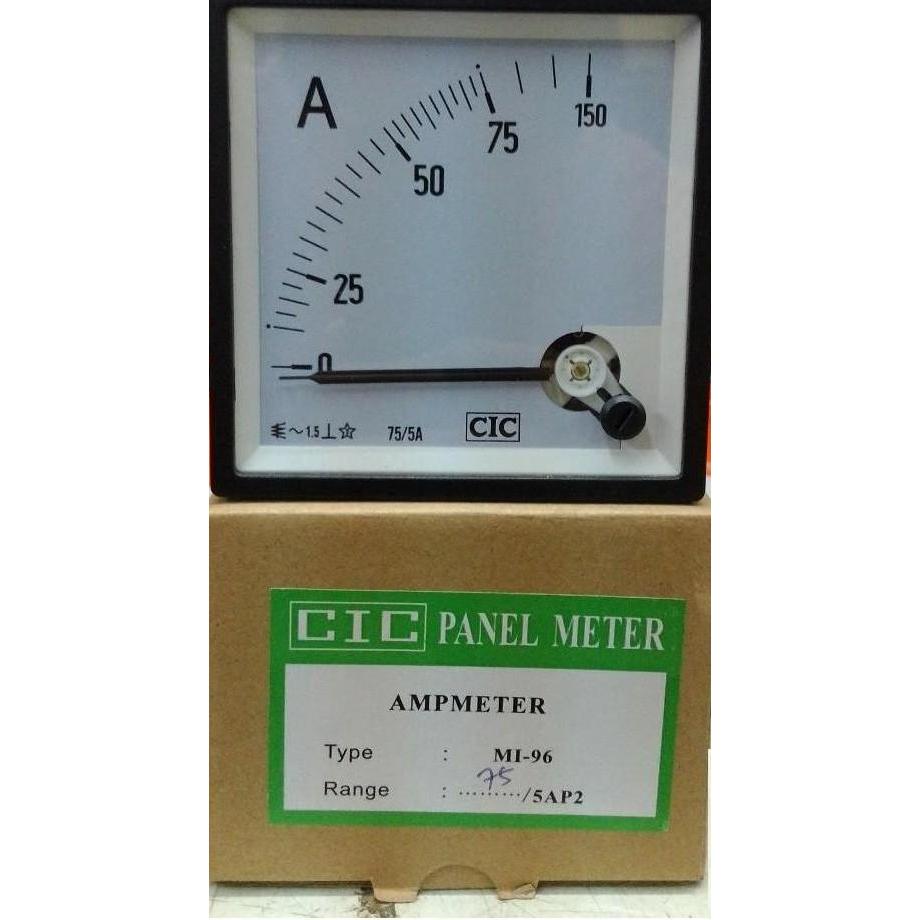 A
150
75
50
25
0
~ 1.5 ⊥ ☆ 75/5A CIC
CIC PANEL METER
AMPMETER
Type : MI-96
Range : 75 ........./5AP2